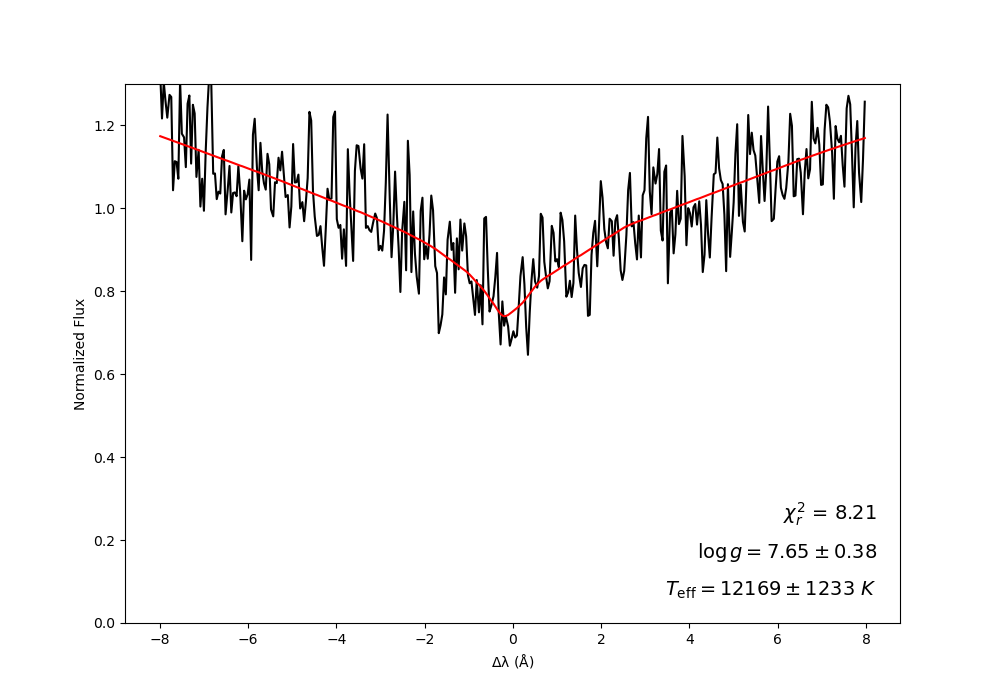 1.2
1.0
0.8
0.6
0.4
0.2
0.0
Normalized Flux
χ²ᵣ = 8.21
log g = 7.65 ± 0.38
T_eff = 12169 ± 1233 K
−8 −6 −4 −2 0 2 4 6 8
Δλ (Å)